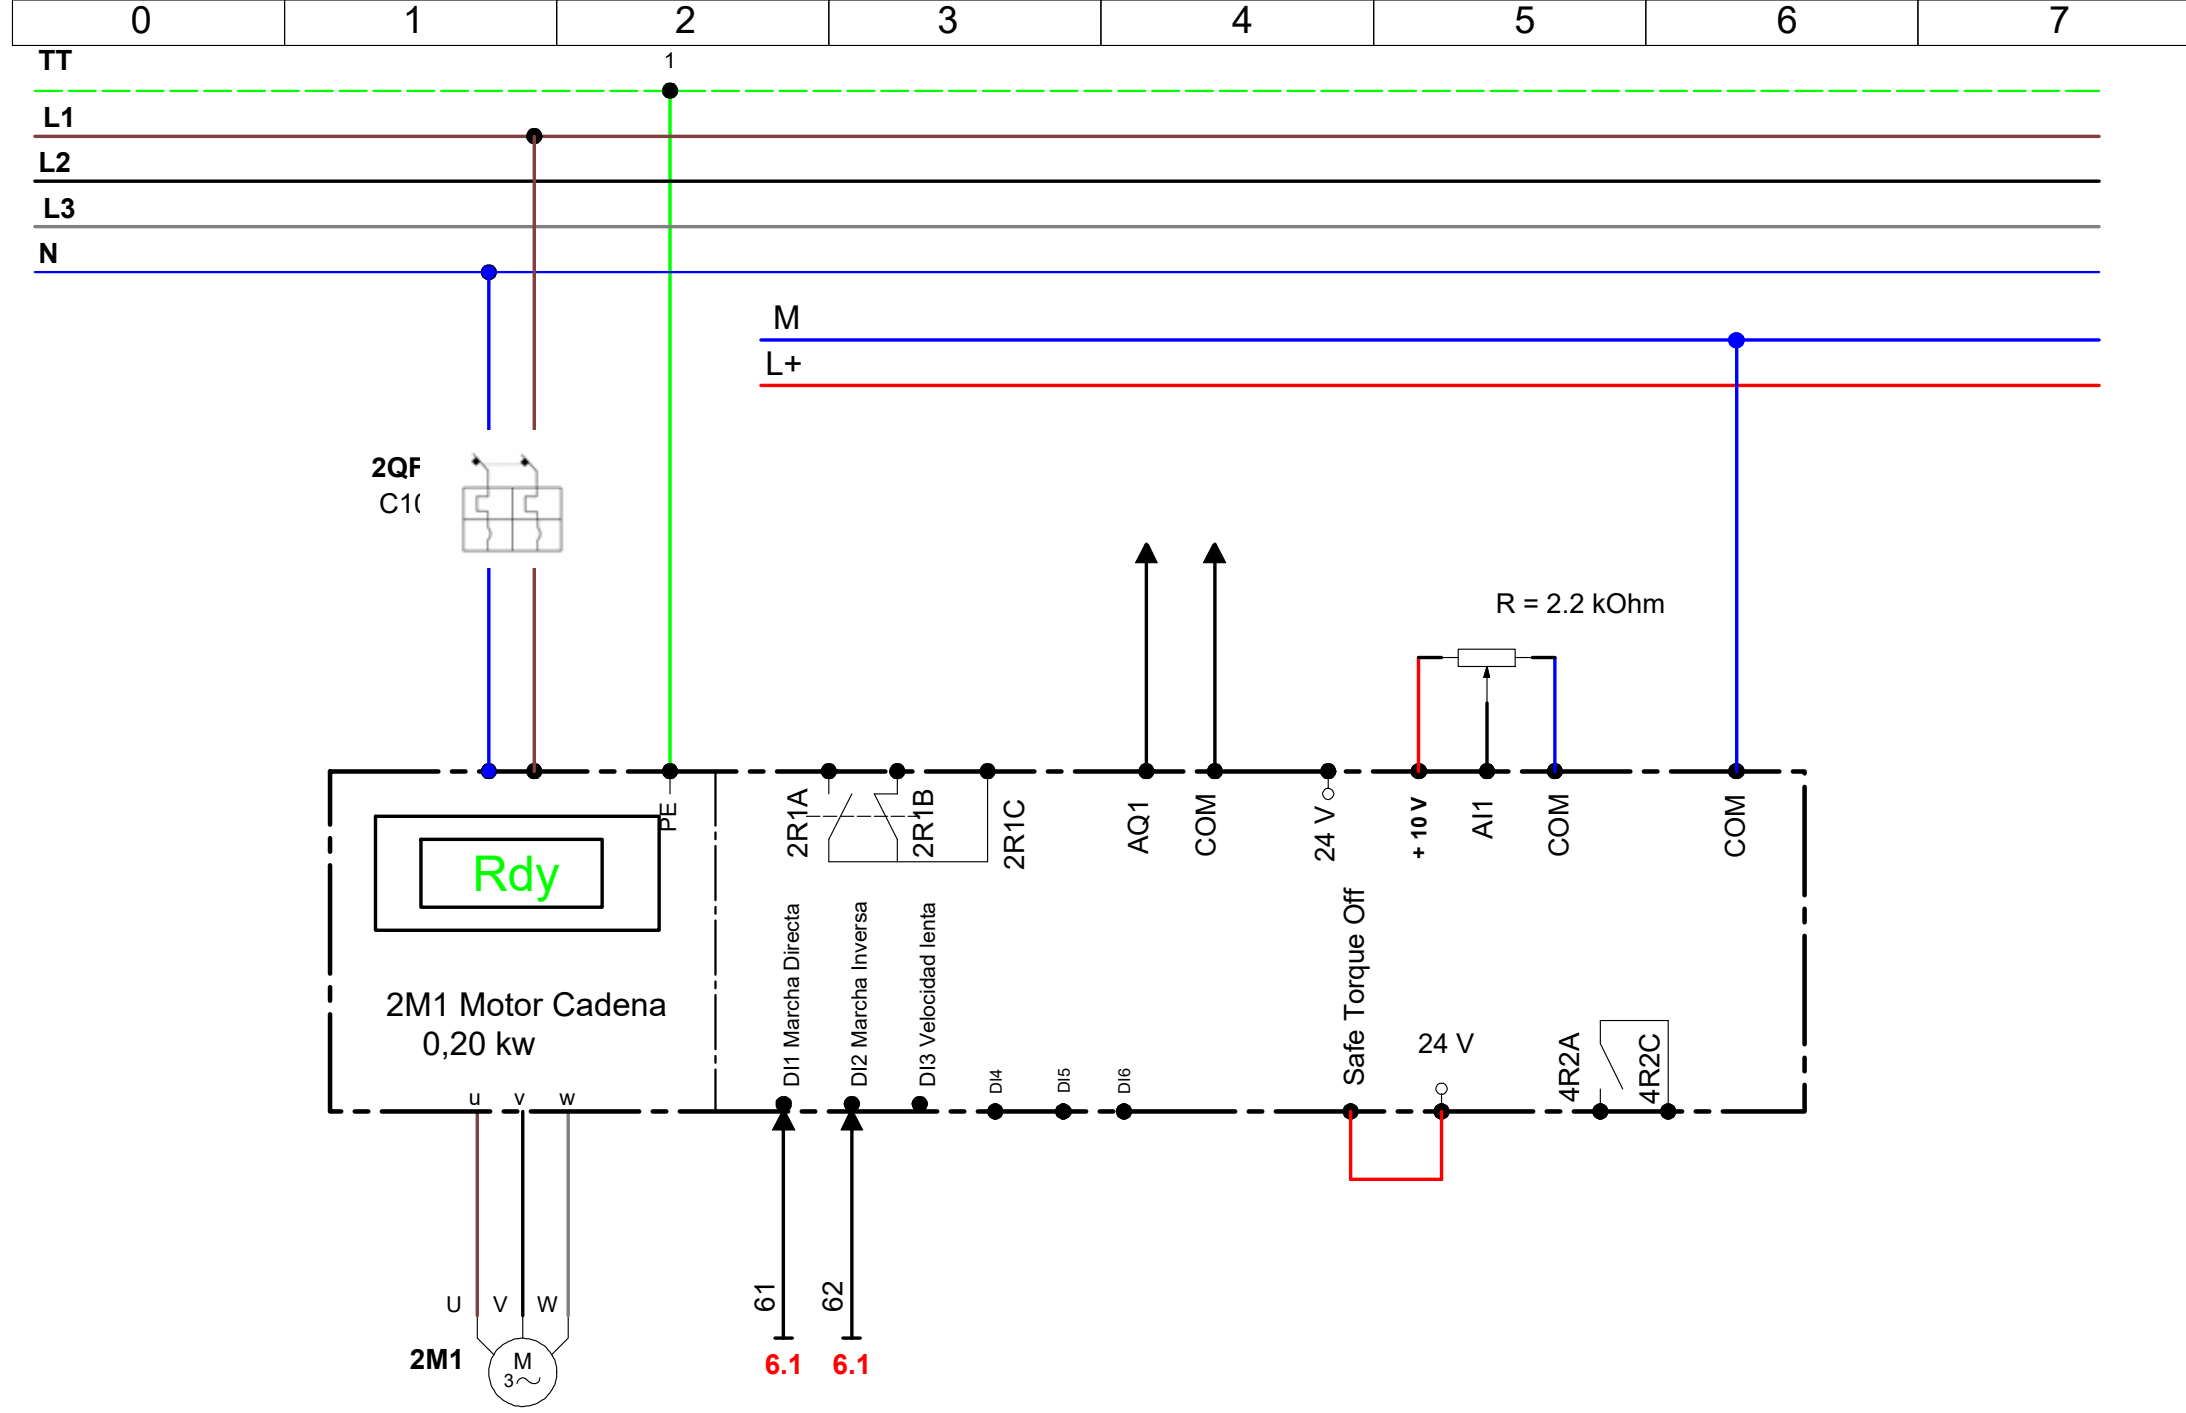 0 1 2 3 4 5 6 7
TT
1
L1
L2
L3
N
M
L+
2QF
C10
R = 2.2 kOhm
PE
2R1A
2R1B
2R1C
AQ1
COM
24 V
+ 10 V
AI1
COM
COM
Rdy
2M1 Motor Cadena
0,20 kw
DI1 Marcha Directa
DI2 Marcha Inversa
DI3 Velocidad lenta
DI4
DI5
DI6
Safe Torque Off
24 V
4R2A
4R2C
u v w
U V W
61
62
2M1
M
3
6.1 6.1